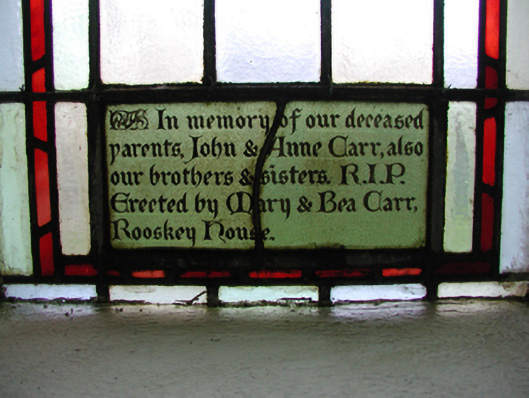 In memory of our deceased
parents, John & Anne Carr, also
our brothers & sisters. R.I.P.
Erected by Mary & Bea Carr,
Rooskey House.